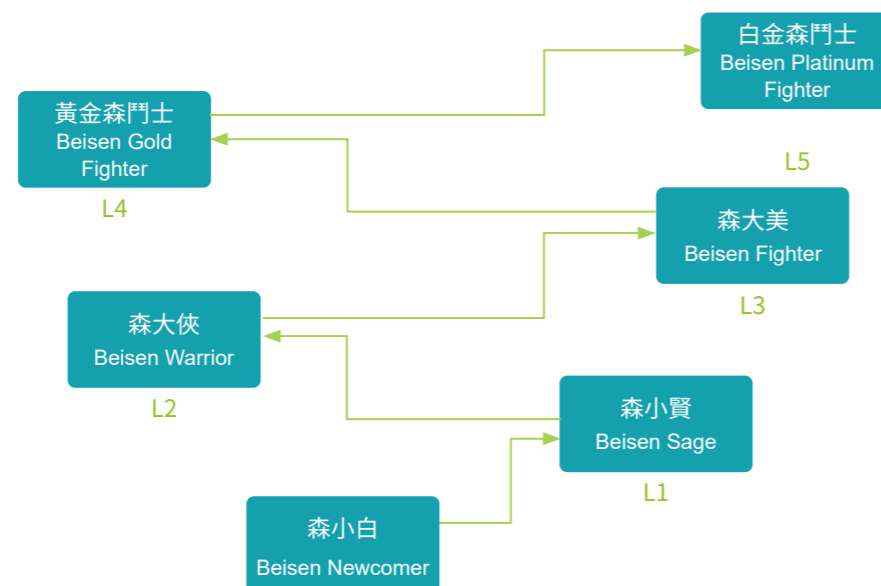 白金森鬥士
Beisen Platinum
Fighter
L5
黃金森鬥士
Beisen Gold
Fighter
L4
森大美
Beisen Fighter
L3
森大俠
Beisen Warrior
L2
森小賢
Beisen Sage
L1
森小白
Beisen Newcomer